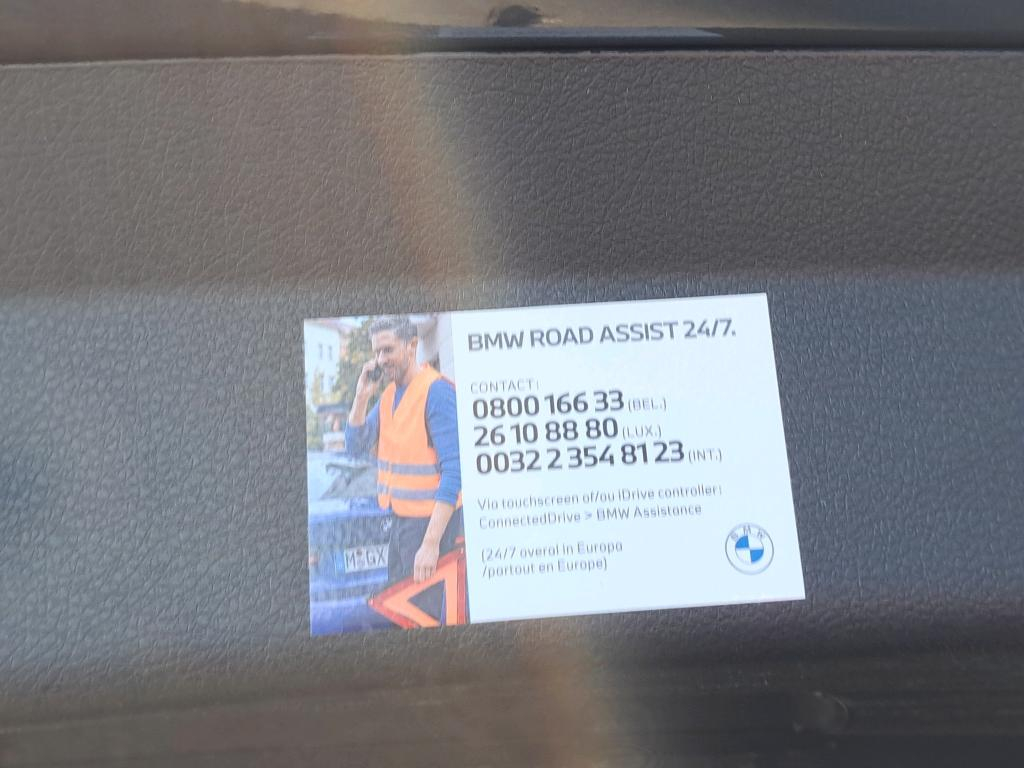 BMW ROAD ASSIST 24/7.
CONTACT:
0800 166 33 (BEL.)
26 10 88 80 (LUX.)
0032 2 354 81 23 (INT.)
Via touchscreen of/ou iDrive controller:
ConnectedDrive > BMW Assistance
(24/7 overal in Europa
/partout en Europe)
BMW
M GX